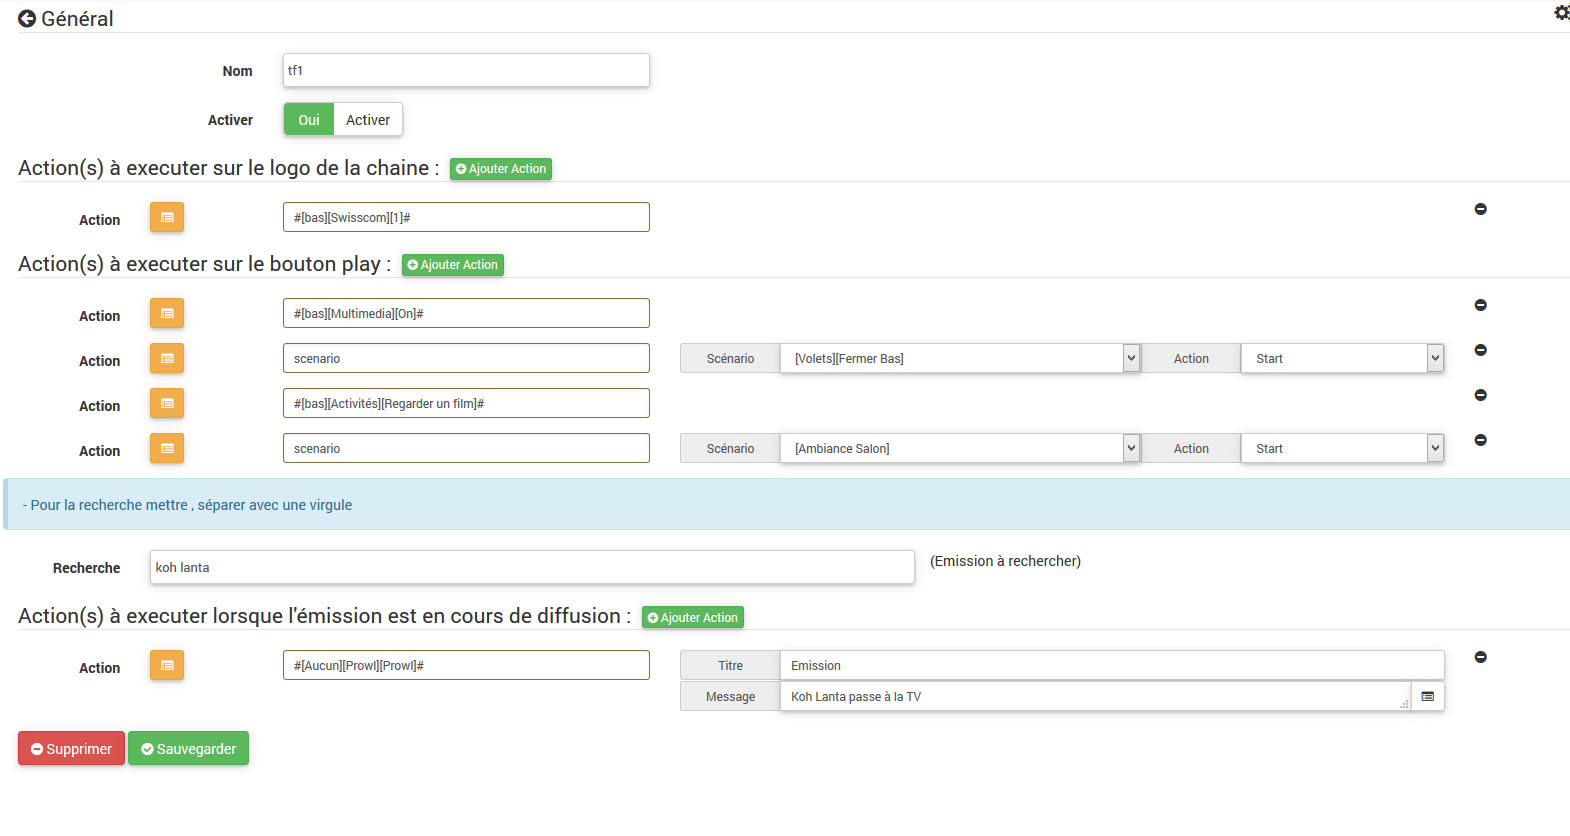 Général
Nom tf1
Activer Oui Activer
Action(s) à executer sur le logo de la chaine : Ajouter Action
Action #[bas][Swisscom][1]#
Action(s) à executer sur le bouton play : Ajouter Action
Action #[bas][Multimedia][On]#
Action scenario Scénario [Volets][Fermer Bas] Action Start
Action #[bas][Activités][Regarder un film]#
Action scenario Scénario [Ambiance Salon] Action Start
- Pour la recherche mettre , séparer avec une virgule
Recherche koh lanta (Emission à rechercher)
Action(s) à executer lorsque l'émission est en cours de diffusion : Ajouter Action
Action #[Aucun][Prowl][Prowl]# Titre Emission
Message Koh Lanta passe à la TV
Supprimer Sauvegarder